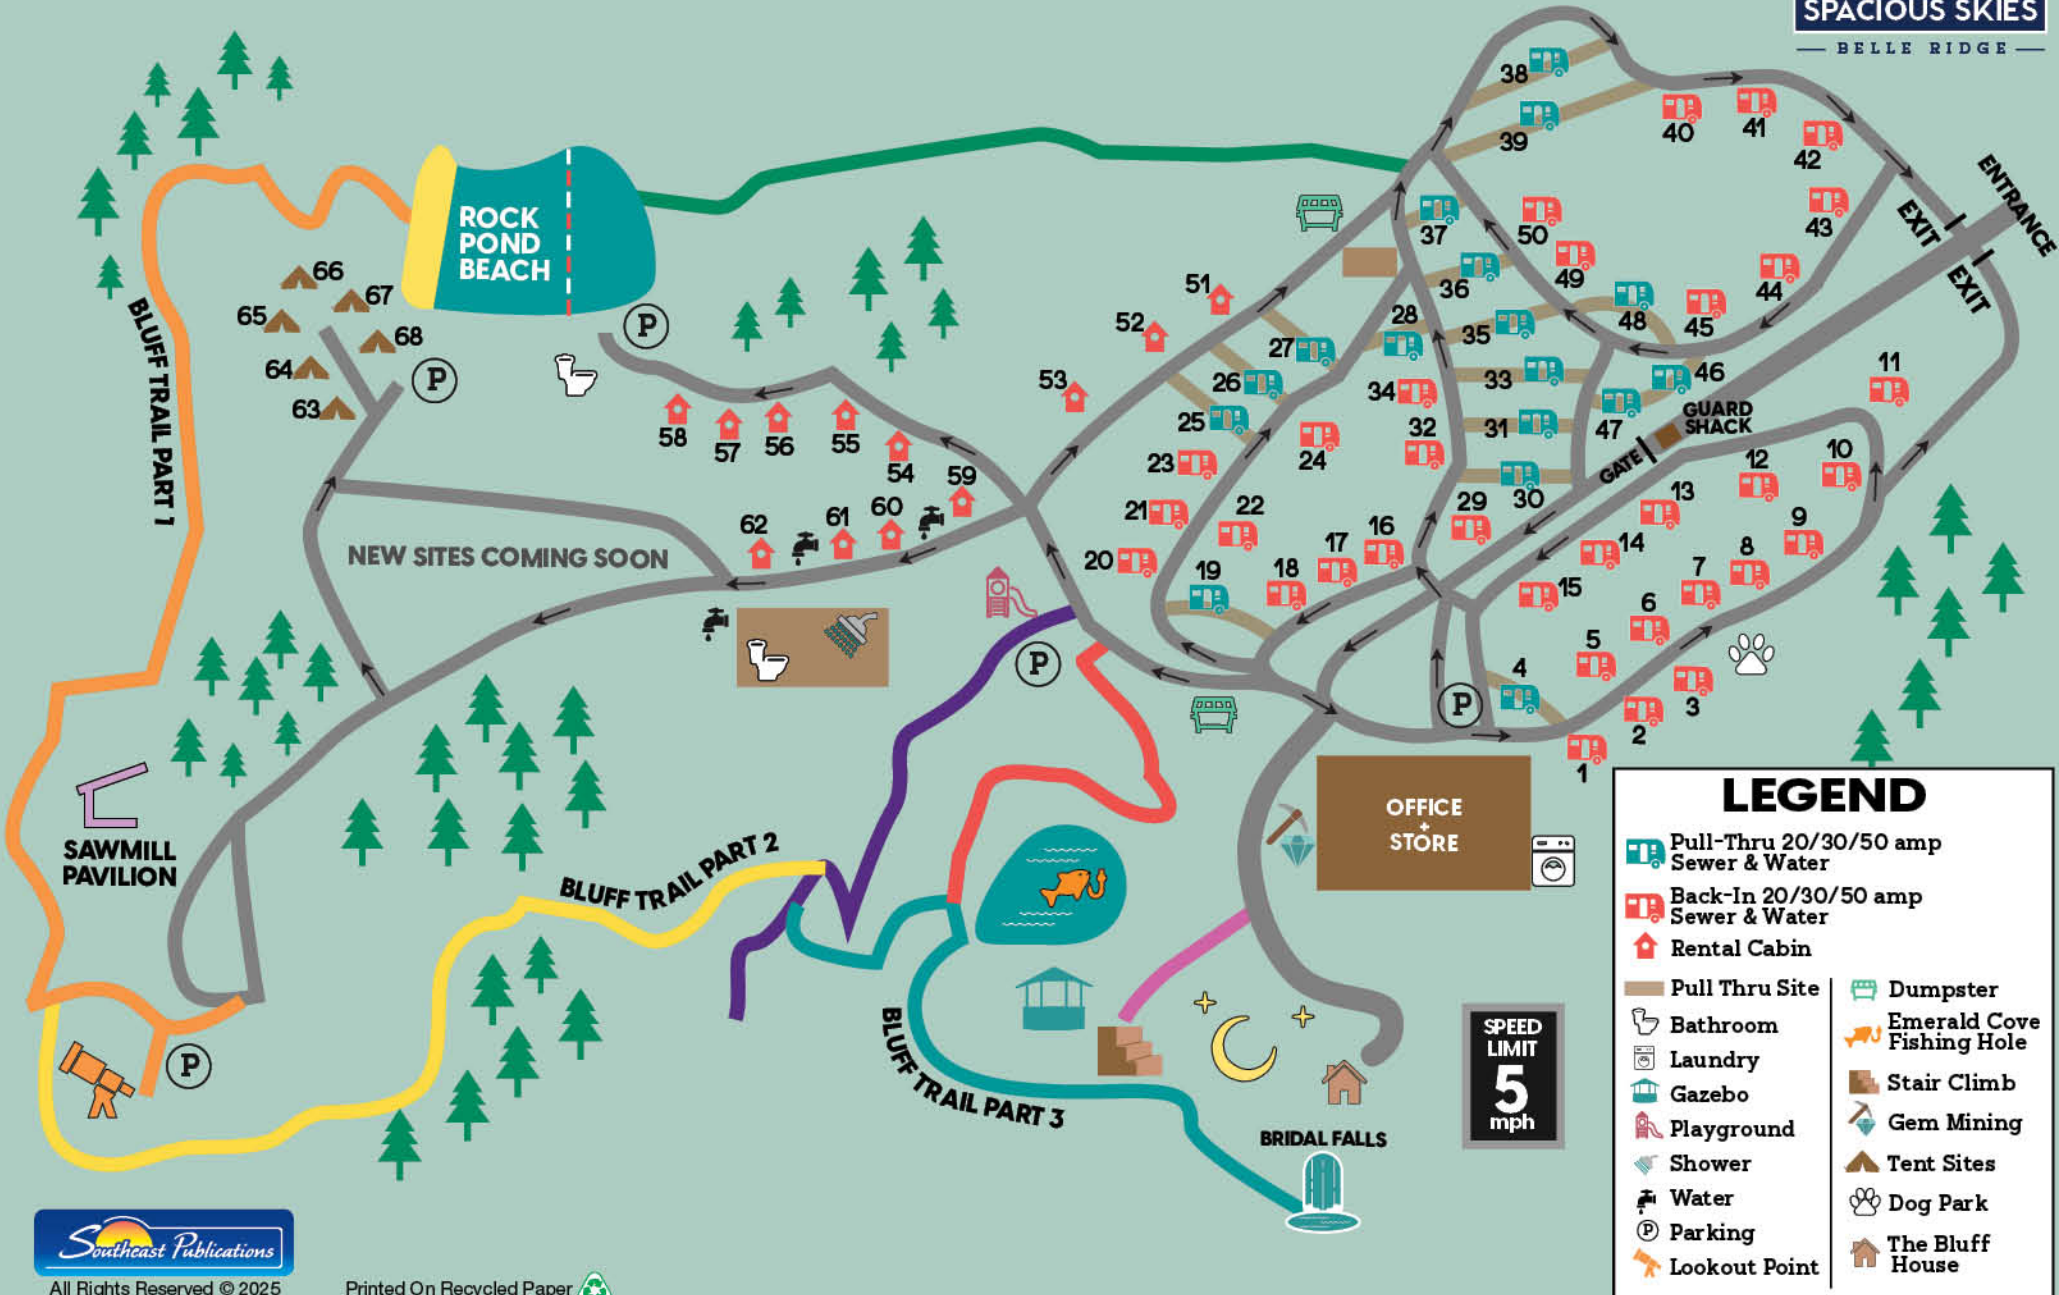 SPACIOUS SKIES
BELLE RIDGE
38
39
40
41
42
43
44
45
46
47
48
49
50
37
36
35
28
33
34
31
32
30
29
ENTRANCE
EXIT
EXIT
GUARD
SHACK
GATE
11
10
12
13
9
14
8
7
15
6
5
4
3
2
1
P
51
52
53
27
26
25
24
23
22
21
20
19
18
17
16
ROCK
POND
BEACH
P
66
67
65
68
64
63
P
BLUFF TRAIL PART 1
58
57
56
55
54
59
60
61
62
NEW SITES COMING SOON
P
SAWMILL
PAVILION
BLUFF TRAIL PART 2
BLUFF TRAIL PART 3
P
OFFICE
+
STORE
BRIDAL FALLS
SPEED
LIMIT
5
mph
LEGEND
Pull-Thru 20/30/50 amp
Sewer & Water
Back-In 20/30/50 amp
Sewer & Water
Rental Cabin
Pull Thru Site
Bathroom
Laundry
Gazebo
Playground
Shower
Water
P Parking
Lookout Point
Dumpster
Emerald Cove
Fishing Hole
Stair Climb
Gem Mining
Tent Sites
Dog Park
The Bluff
House
Southeast Publications
All Rights Reserved © 2025
Printed On Recycled Paper